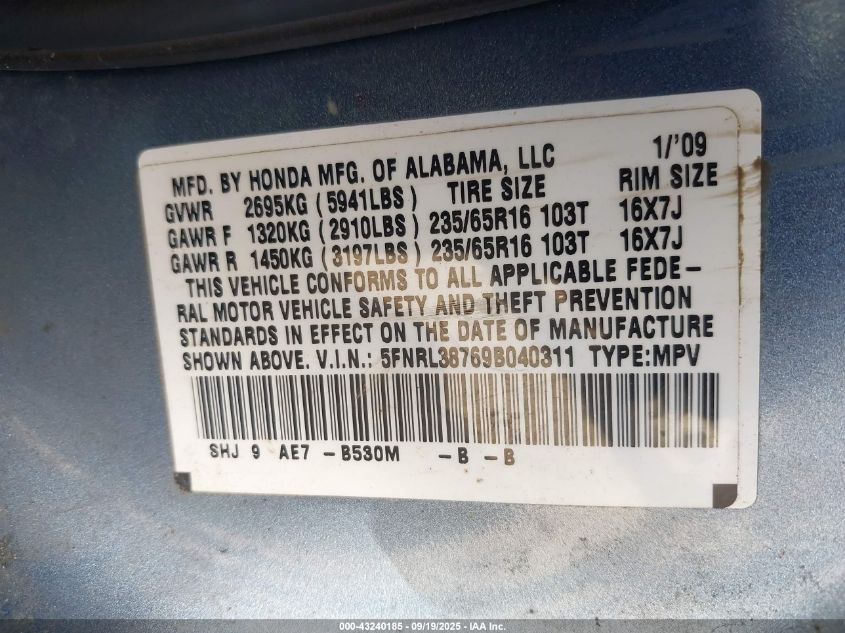 MFD. BY HONDA MFG. OF ALABAMA, LLC 1/'09
GVWR 2695KG ( 5941LBS ) TIRE SIZE RIM SIZE
GAWR F 1320KG ( 2910LBS ) 235/65R16 103T 16X7J
GAWR R 1450KG ( 3197LBS ) 235/65R16 103T 16X7J
THIS VEHICLE CONFORMS TO ALL APPLICABLE FEDE-
RAL MOTOR VEHICLE SAFETY AND THEFT PREVENTION
STANDARDS IN EFFECT ON THE DATE OF MANUFACTURE
SHOWN ABOVE. V.I.N.: 5FNRL38769B040311 TYPE:MPV
SHJ 9 AE7 -B530M -B -B
000-43240185 - 09/19/2025 - IAA Inc.